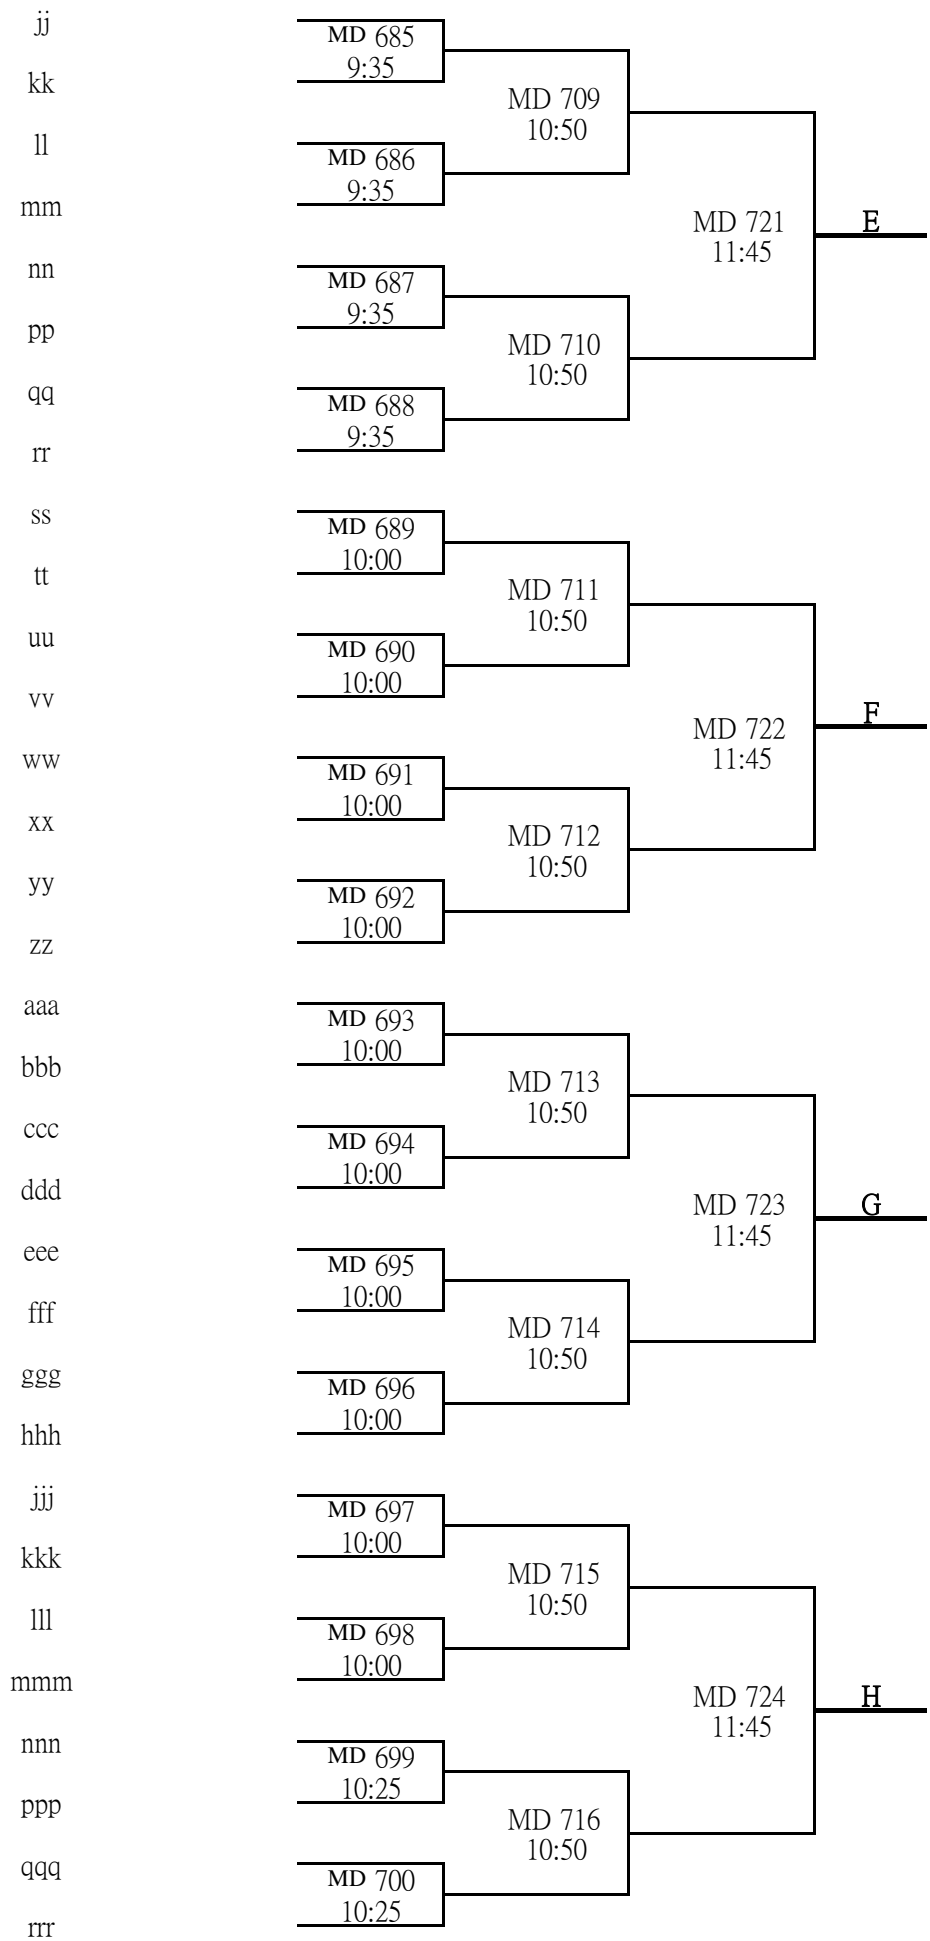 jj
MD 685
9:35
kk
MD 709
10:50
ll
MD 686
9:35
mm
MD 721
11:45
E
nn
MD 687
9:35
pp
MD 710
10:50
qq
MD 688
9:35
rr
ss
MD 689
10:00
tt
MD 711
10:50
uu
MD 690
10:00
vv
MD 722
11:45
F
ww
MD 691
10:00
xx
MD 712
10:50
yy
MD 692
10:00
zz
aaa
MD 693
10:00
bbb
MD 713
10:50
ccc
MD 694
10:00
ddd
MD 723
11:45
G
eee
MD 695
10:00
fff
MD 714
10:50
ggg
MD 696
10:00
hhh
jjj
MD 697
10:00
kkk
MD 715
10:50
lll
MD 698
10:00
mmm
MD 724
11:45
H
nnn
MD 699
10:25
ppp
MD 716
10:50
qqq
MD 700
10:25
rrr